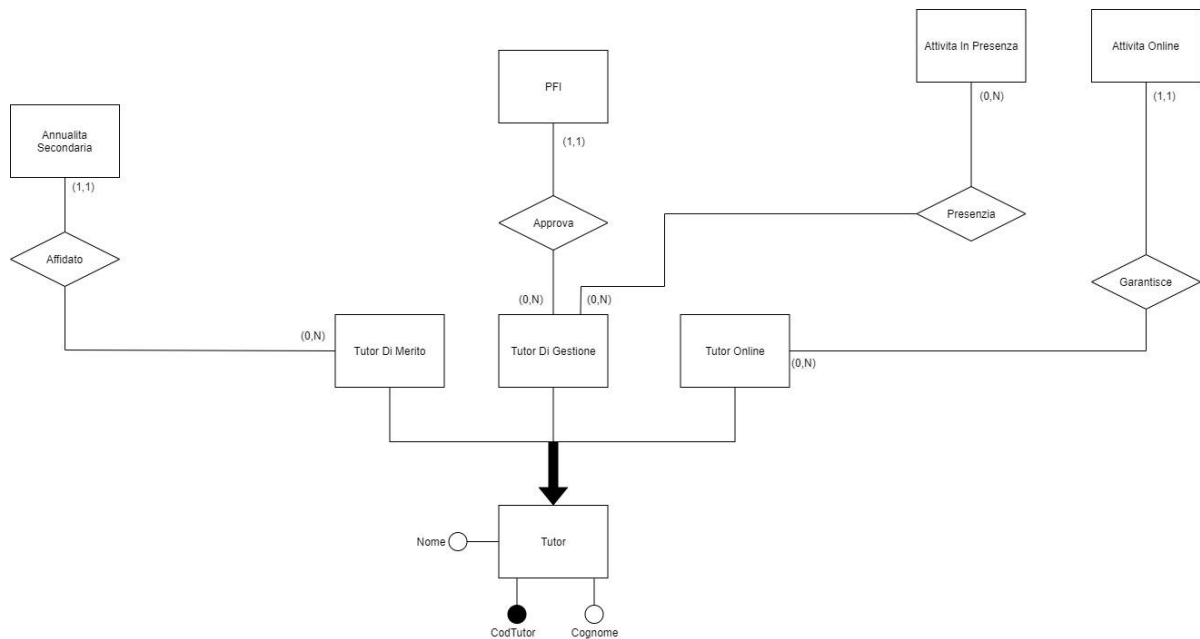 Attivita In Presenza
Attivita Online
PFI
(0,N)
(1,1)
Annualita
Secondaria
(1,1)
(1,1)
Approva
Presenzia
Affidato
Garantisce
(0,N)
(0,N)
(0,N)
Tutor Di Merito
Tutor Di Gestione
Tutor Online
(0,N)
Nome
Tutor
CodTutor
Cognome